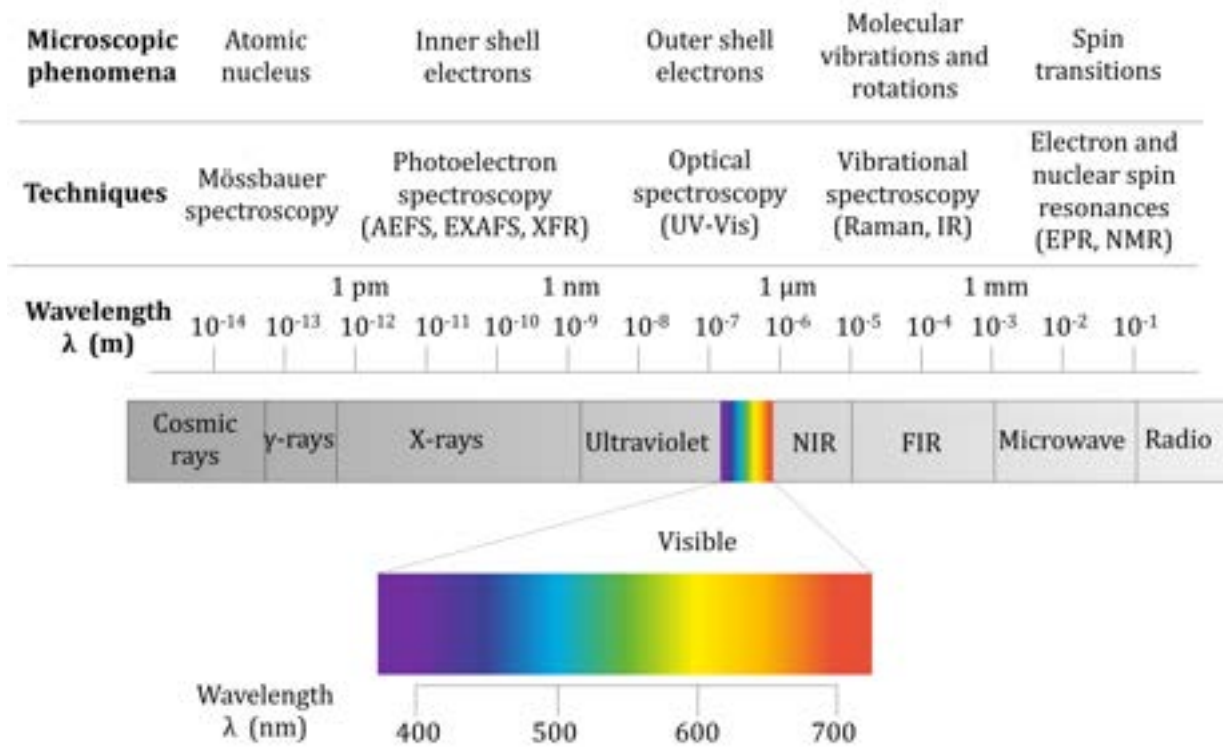 Microscopic phenomena
Atomic nucleus
Inner shell electrons
Outer shell electrons
Molecular vibrations and rotations
Spin transitions
Techniques
Mössbauer spectroscopy
Photoelectron spectroscopy (AEFS, EXAFS, XFR)
Optical spectroscopy (UV-Vis)
Vibrational spectroscopy (Raman, IR)
Electron and nuclear spin resonances (EPR, NMR)
1 pm 1 nm 1 μm 1 mm
Wavelength λ (m)
10⁻¹⁴ 10⁻¹³ 10⁻¹² 10⁻¹¹ 10⁻¹⁰ 10⁻⁹ 10⁻⁸ 10⁻⁷ 10⁻⁶ 10⁻⁵ 10⁻⁴ 10⁻³ 10⁻² 10⁻¹
Cosmic rays
γ-rays
X-rays
Ultraviolet
NIR
FIR
Microwave
Radio
Visible
Wavelength λ (nm)
400 500 600 700